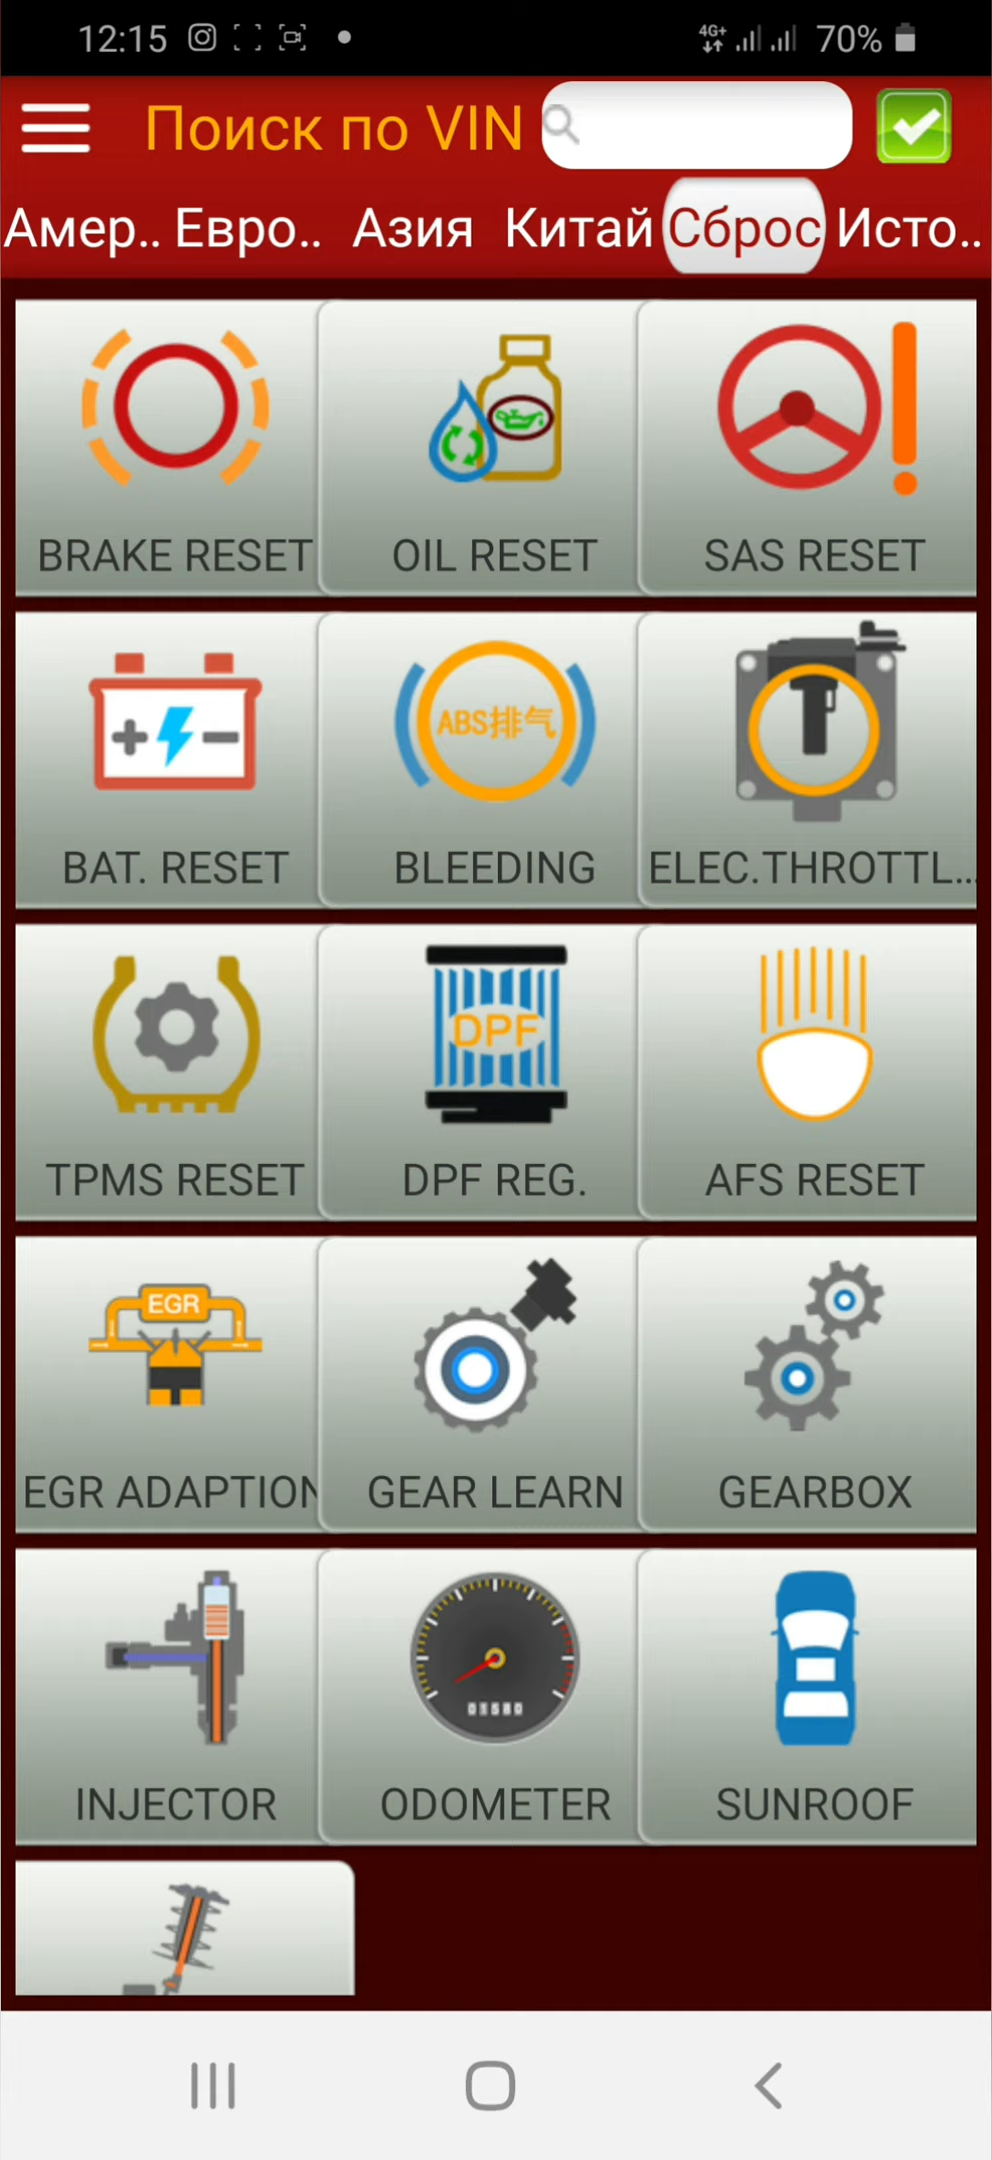 12:15 4G+ 70%
Поиск по VIN
Амер.. Евро.. Азия Китай Сброс Исто..
BRAKE RESET OIL RESET SAS RESET
ABS排气
BAT. RESET BLEEDING ELEC.THROTTL...
DPF
TPMS RESET DPF REG. AFS RESET
EGR
EGR ADAPTION GEAR LEARN GEARBOX
01580
INJECTOR ODOMETER SUNROOF